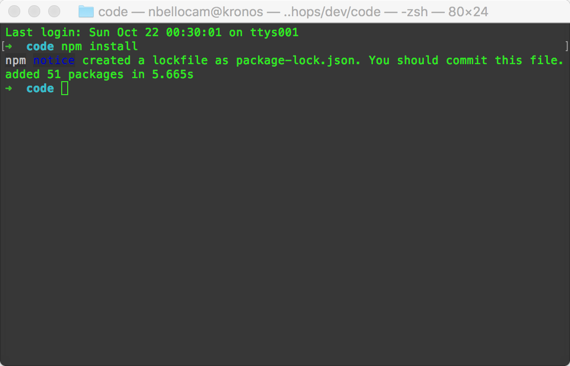 code — nbellocam@kronos — ..hops/dev/code — -zsh — 80×24
Last login: Sun Oct 22 00:30:01 on ttys001
[➜  code npm install ]
npm notice created a lockfile as package-lock.json. You should commit this file.
added 51 packages in 5.665s
➜  code